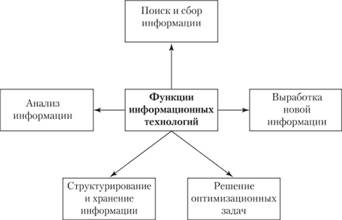 Поиск и сбор
информации
Анализ
информации
Функции
информационных
технологий
Выработка
новой
информации
Структурирование
и хранение
информации
Решение
оптимизационных
задач